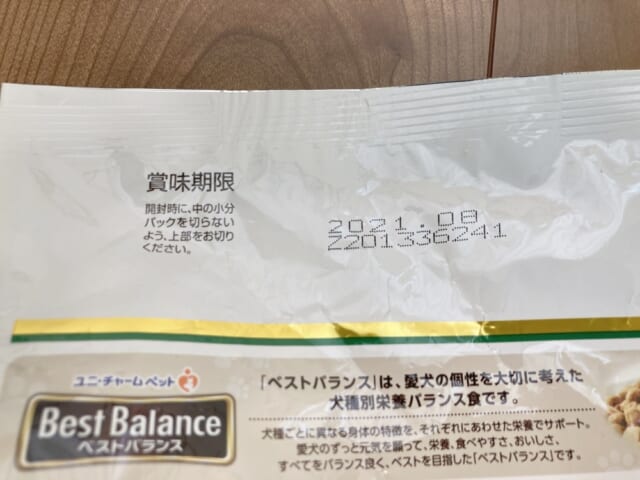 賞味期限
開封時に、中の小分
パックを切らない
よう、上部をお切り
ください。
2021.08
Z201336241
ユニ・チャーム ペット
Best Balance
ベストバランス
「ベストバランス」は、愛犬の個性を大切に考えた
犬種別栄養バランス食です。
犬種ごとに異なる身体の特徴を、それぞれにあわせた栄養でサポート。
愛犬のずっと元気を願って、栄養、食べやすさ、おいしさ、
すべてをバランス良く、ベストを目指した「ベストバランス」です。